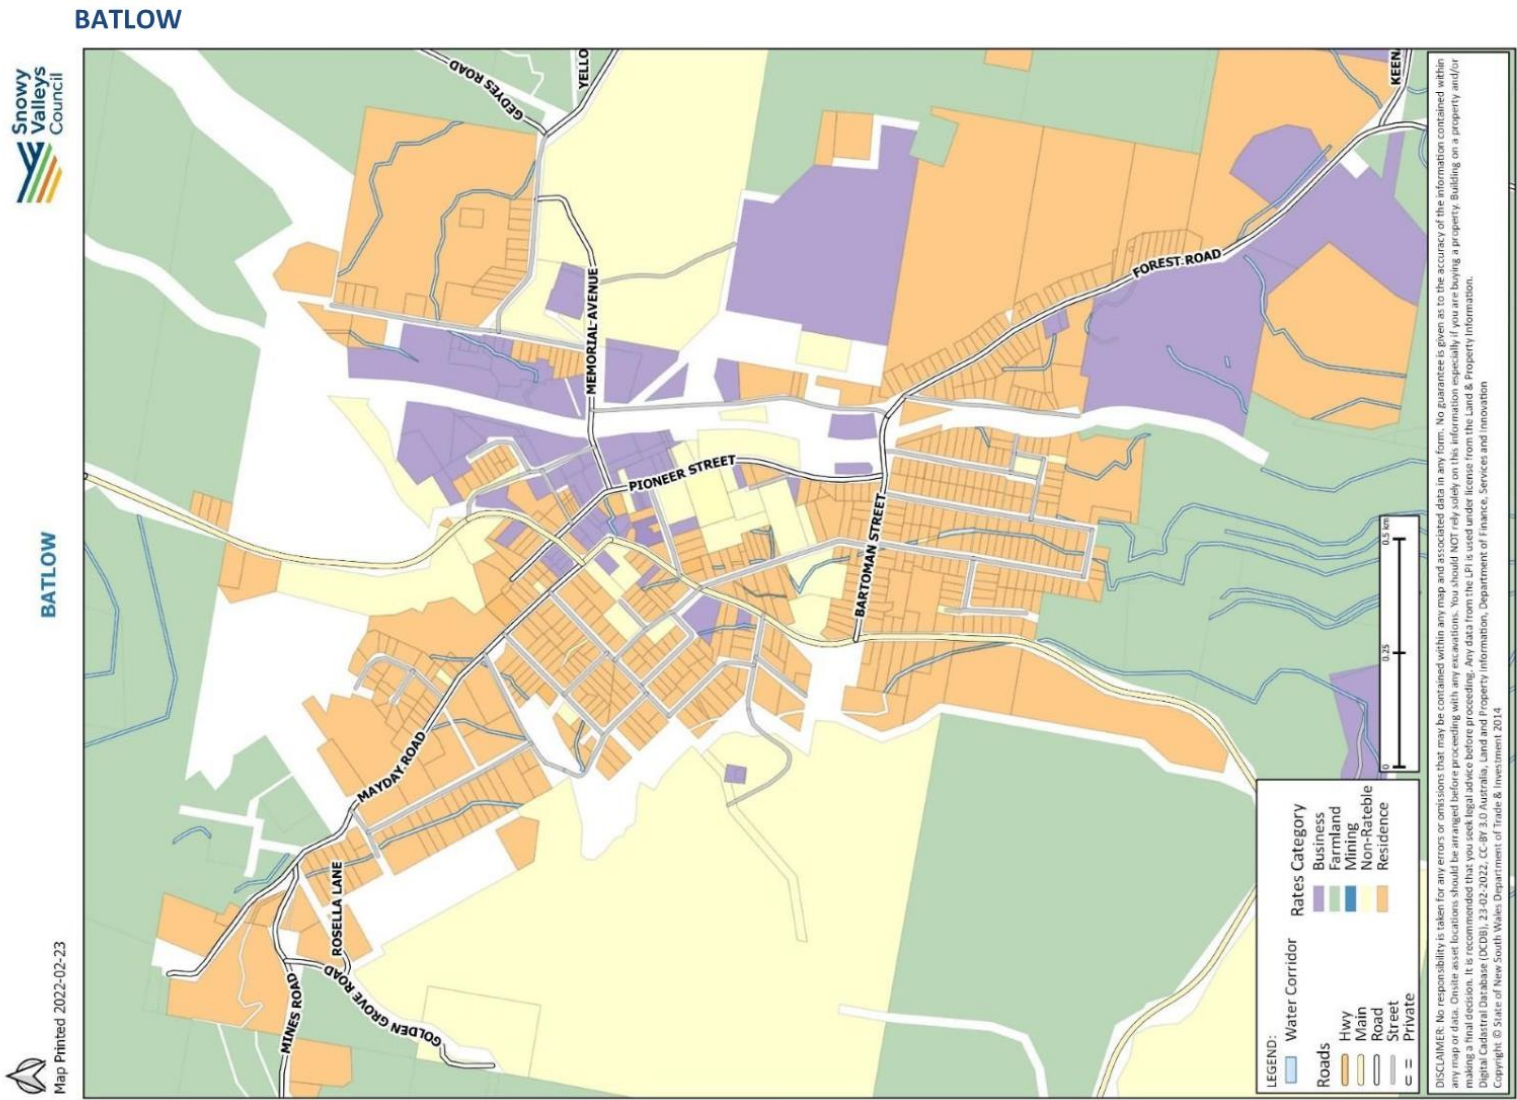 BATLOW
Snowy
Valleys
Council
BATLOW
Map Printed 2022-02-23
GEDYES ROAD
YELLO
KEENA
MEMORIAL AVENUE
FOREST ROAD
PIONEER STREET
BARTOMAN STREET
MAYDAY ROAD
ROSELLA LANE
MINES ROAD
GOLDEN GROVE ROAD
0
0.25
0.5 km
LEGEND:
Water Corridor
Roads
Hwy
Main
Road
Street
Private
Rates Category
Business
Farmland
Mining
Non-Rateble
Residence
DISCLAIMER: No responsibility is taken for any errors or omissions that may be contained within any map and associated data in any form. No guarantee is given as to the accuracy of the information contained within
any map or data. Onsite asset locations should be arranged before proceeding with any excavations. You should NOT rely solely on this information especially if you are buying a property. Building on a property and/or
making a final decision. It is recommended that you seek legal advice before proceeding. Any data from the LPI is used under license from the Land & Property Information.
Digital Cadastral Database (DCDB), 23-02-2022, CC-BY 3.0 Australia, Land and Property Information, Department of Finance, Services and Innovation
Copyright © State of New South Wales Department of Trade & Investment 2014